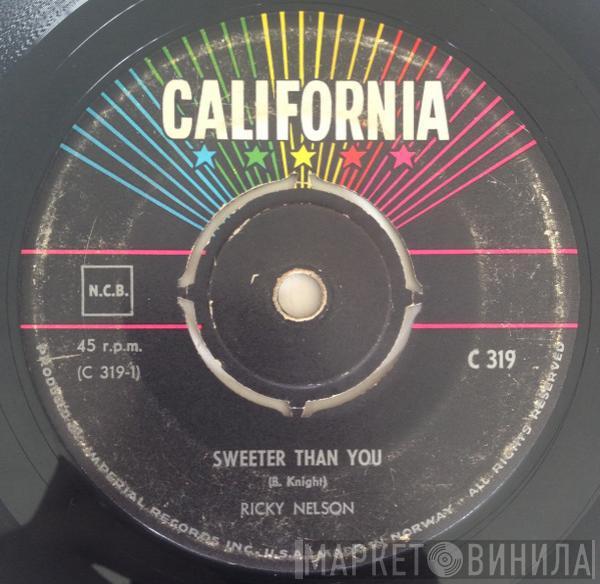 CALIFORNIA
N.C.B.
45 r.p.m.
(C 319-1)
C 319
SWEETER THAN YOU
(B. Knight)
RICKY NELSON
IMPERIAL RECORDS INC. U.S.A. MADE IN NORWAY - ALL RIGHTS RESERVED
МАРКЕТ ВИНИЛА